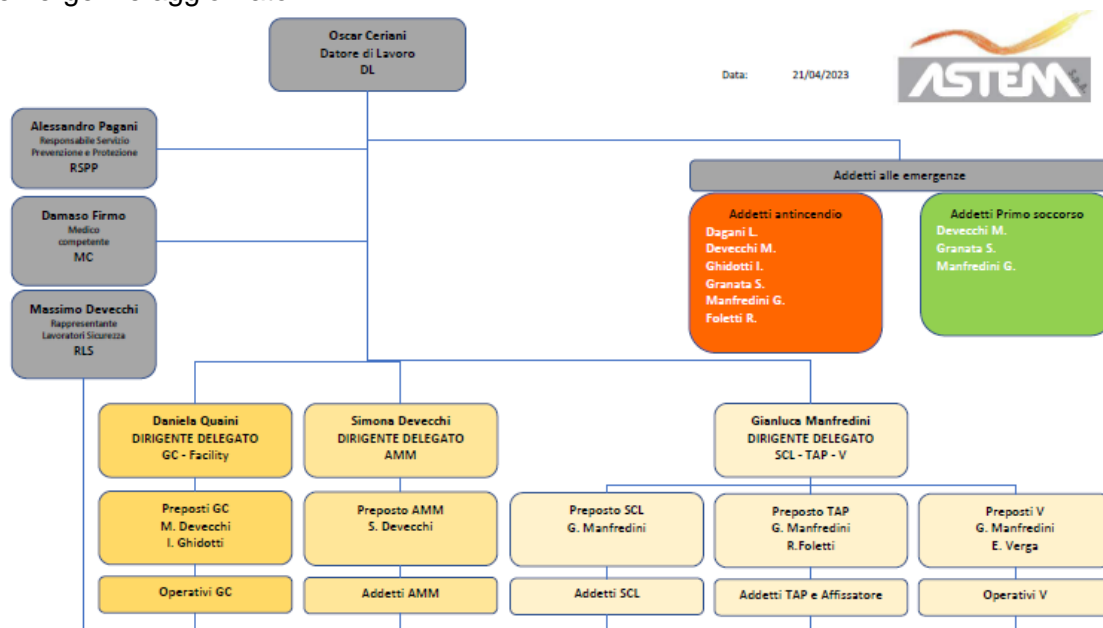 Oscar Ceriani
Datore di Lavoro
DL
Data: 21/04/2023
ASTEM S.p.A.
Alessandro Pagani
Responsabile Servizio
Prevenzione e Protezione
RSPP
Addetti alle emergenze
Damaso Firmo
Medico
competente
MC
Addetti antincendio
Dagani L.
Devecchi M.
Ghidotti I.
Granata S.
Manfredini G.
Foletti R.
Addetti Primo soccorso
Devecchi M.
Granata S.
Manfredini G.
Massimo Devecchi
Rappresentante
Lavoratori Sicurezza
RLS
Daniela Quaini
DIRIGENTE DELEGATO
GC - Facility
Simona Devecchi
DIRIGENTE DELEGATO
AMM
Gianluca Manfredini
DIRIGENTE DELEGATO
SCL - TAP - V
Preposti GC
M. Devecchi
I. Ghidotti
Preposto AMM
S. Devecchi
Preposto SCL
G. Manfredini
Preposto TAP
G. Manfredini
R.Foletti
Preposti V
G. Manfredini
E. Verga
Operativi GC
Addetti AMM
Addetti SCL
Addetti TAP e Affissatore
Operativi V